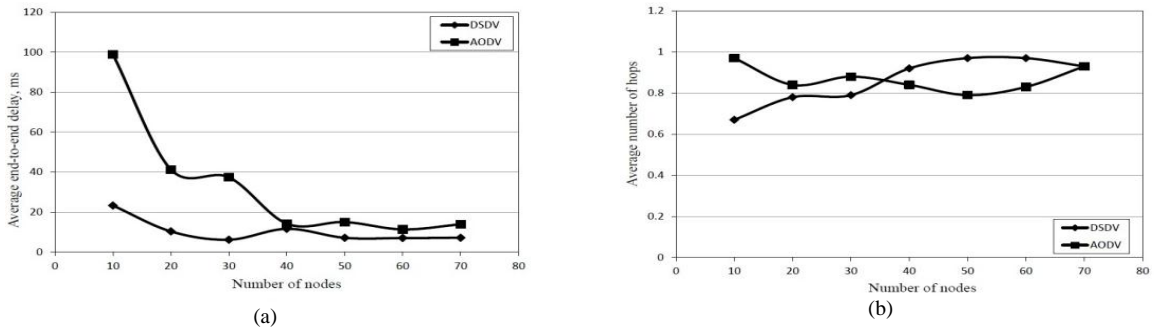 120
100
80
60
40
20
0
Average end-to-end delay, ms
DSDV
AODV
0 10 20 30 40 50 60 70 80
Number of nodes
(a)
1.2
1
0.8
0.6
0.4
0.2
0
Average number of hops
DSDV
AODV
0 10 20 30 40 50 60 70 80
Number of nodes
(b)